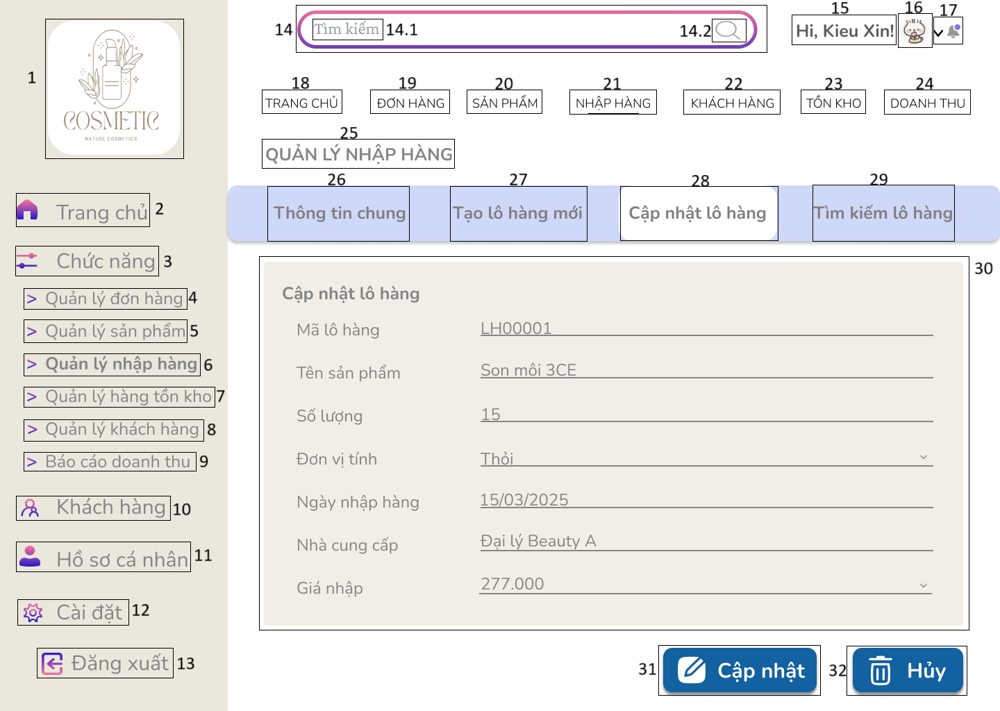 1
COSMETIC
NATURE COSMETICS
Trang chủ 2
Chức năng 3
> Quản lý đơn hàng 4
> Quản lý sản phẩm 5
> Quản lý nhập hàng 6
> Quản lý hàng tồn kho 7
> Quản lý khách hàng 8
> Báo cáo doanh thu 9
Khách hàng 10
Hồ sơ cá nhân 11
Cài đặt 12
Đăng xuất 13
14 Tìm kiếm 14.1 14.2
15 16 17
Hi, Kieu Xin!
18 19 20 21 22 23 24
TRANG CHỦ ĐƠN HÀNG SẢN PHẨM NHẬP HÀNG KHÁCH HÀNG TỒN KHO DOANH THU
25
QUẢN LÝ NHẬP HÀNG
26 27 28 29
Thông tin chung Tạo lô hàng mới Cập nhật lô hàng Tìm kiếm lô hàng
30
Cập nhật lô hàng
Mã lô hàng LH00001
Tên sản phẩm Son môi 3CE
Số lượng 15
Đơn vị tính Thỏi
Ngày nhập hàng 15/03/2025
Nhà cung cấp Đại lý Beauty A
Giá nhập 277.000
31 Cập nhật 32 Hủy